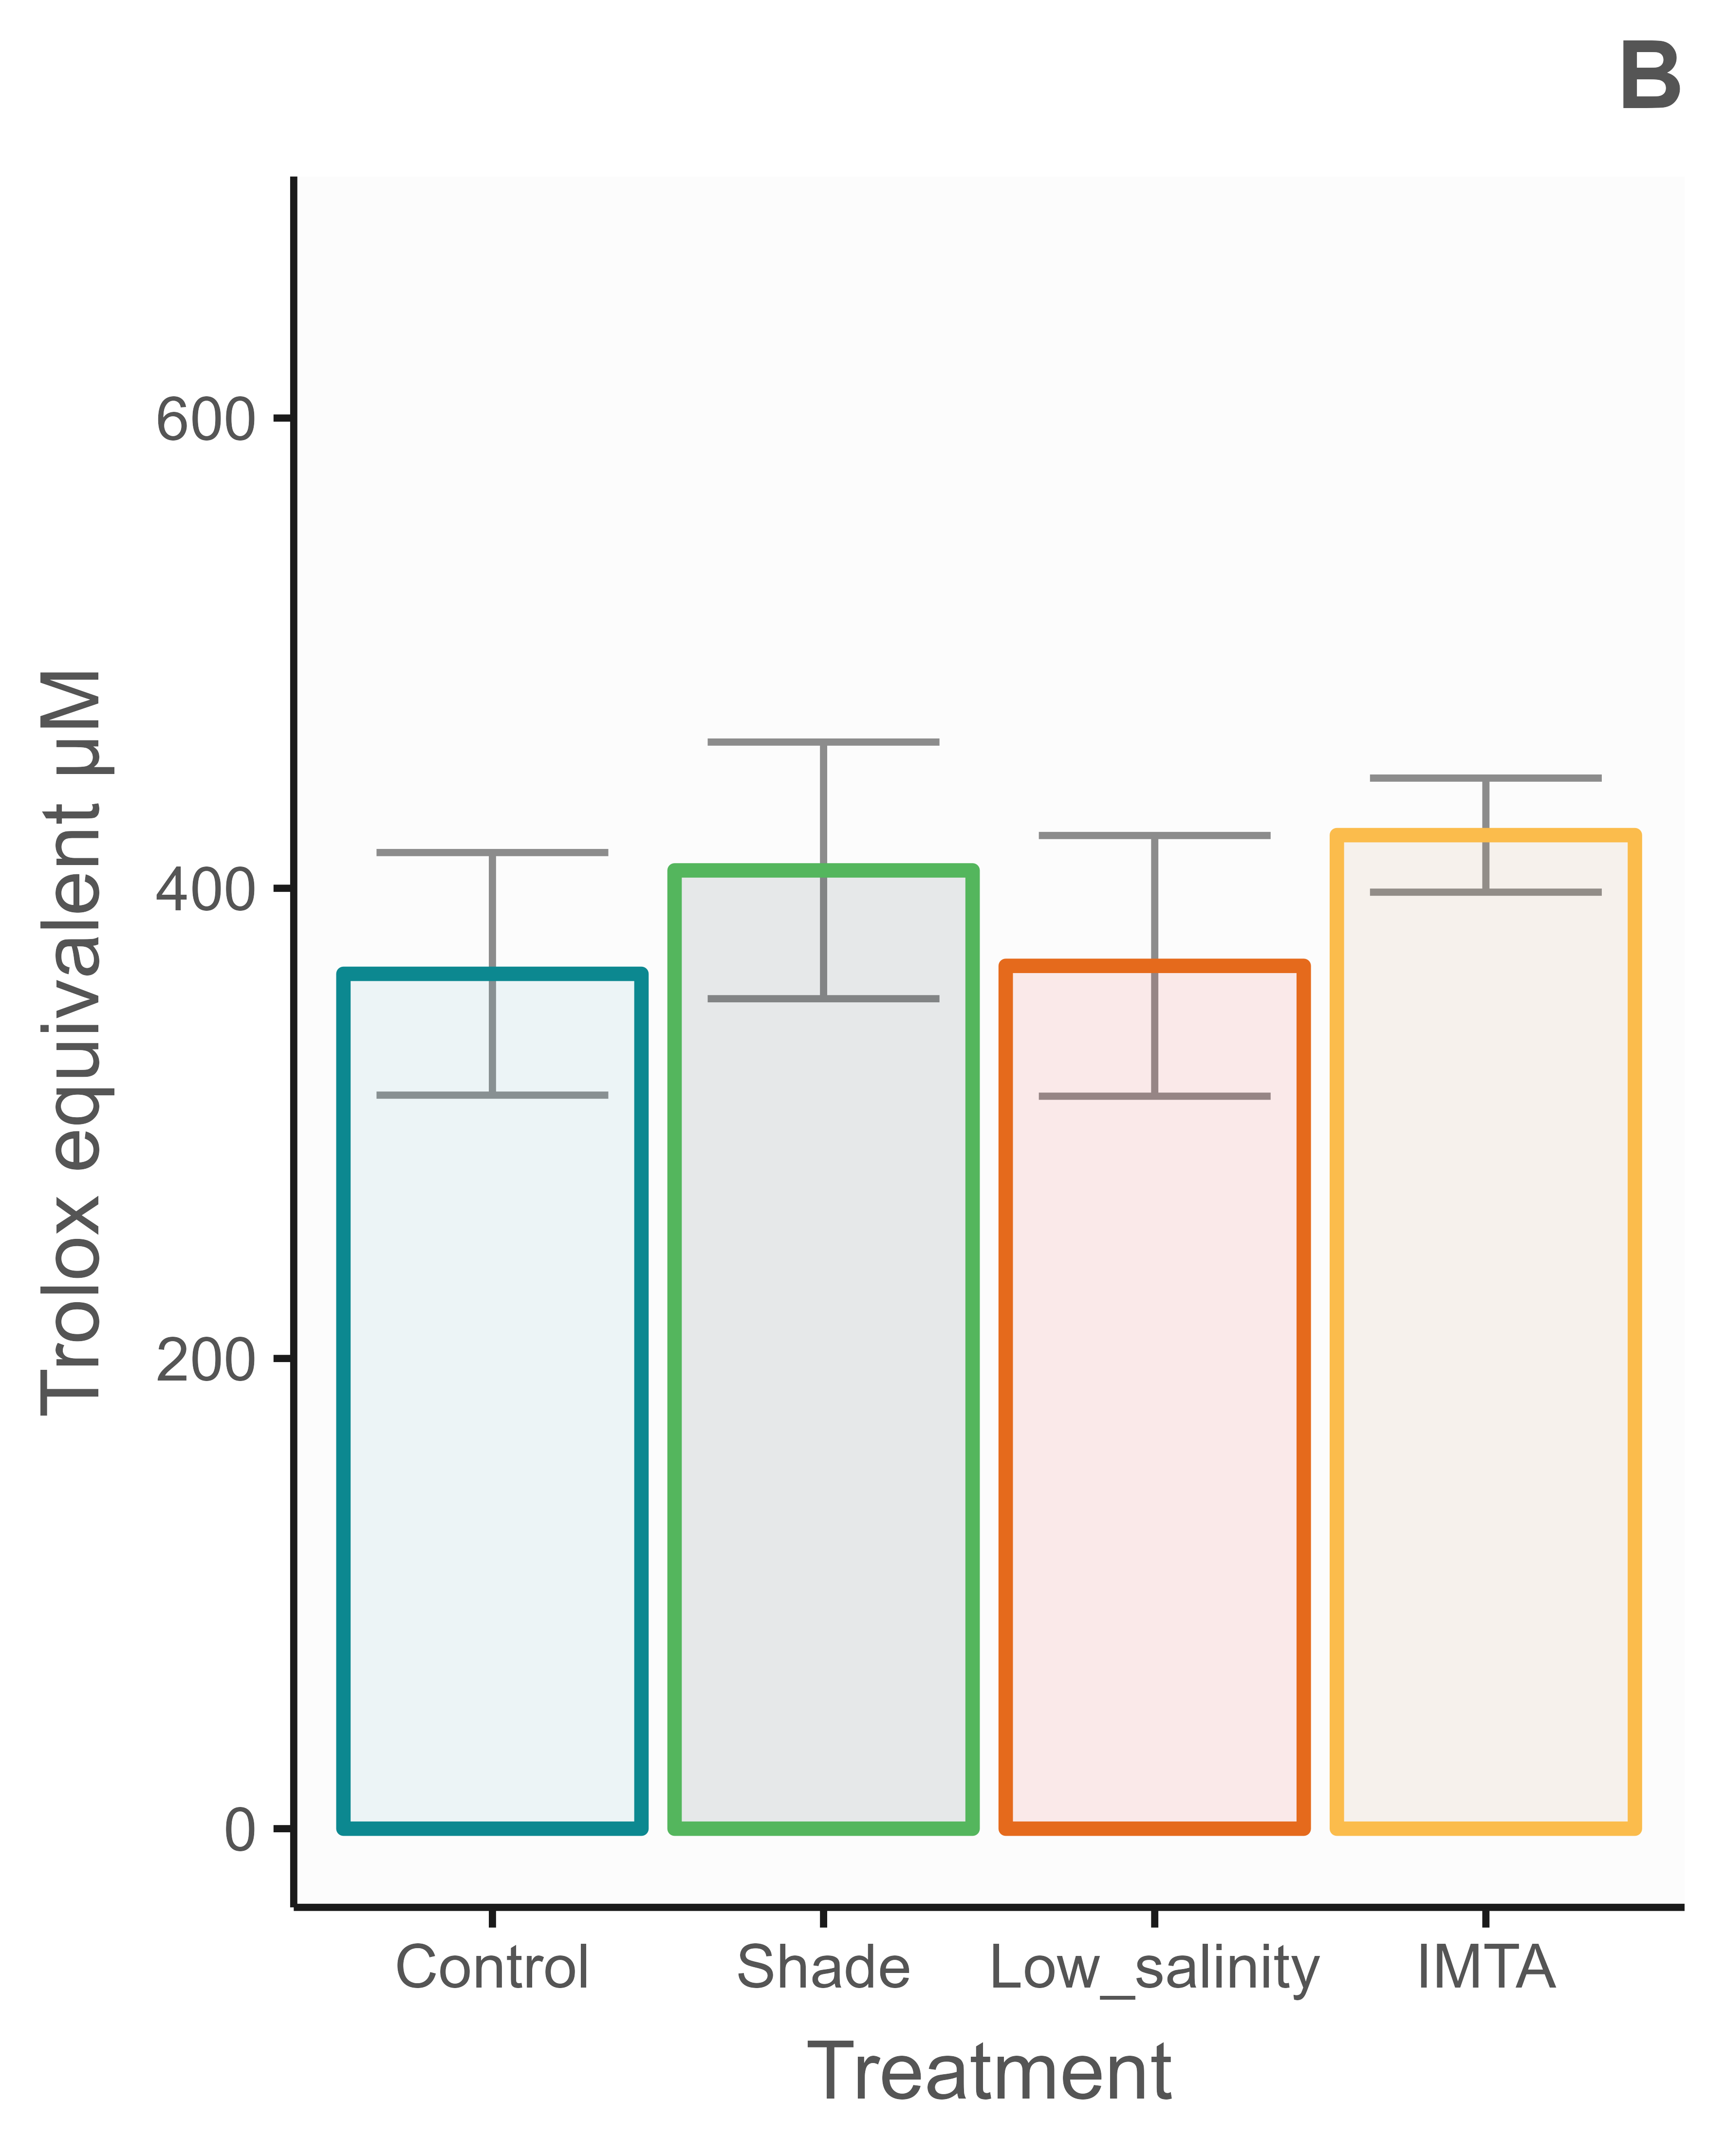 B
Trolox equivalent µM
600
400
200
0
Control Shade Low_salinity IMTA
Treatment